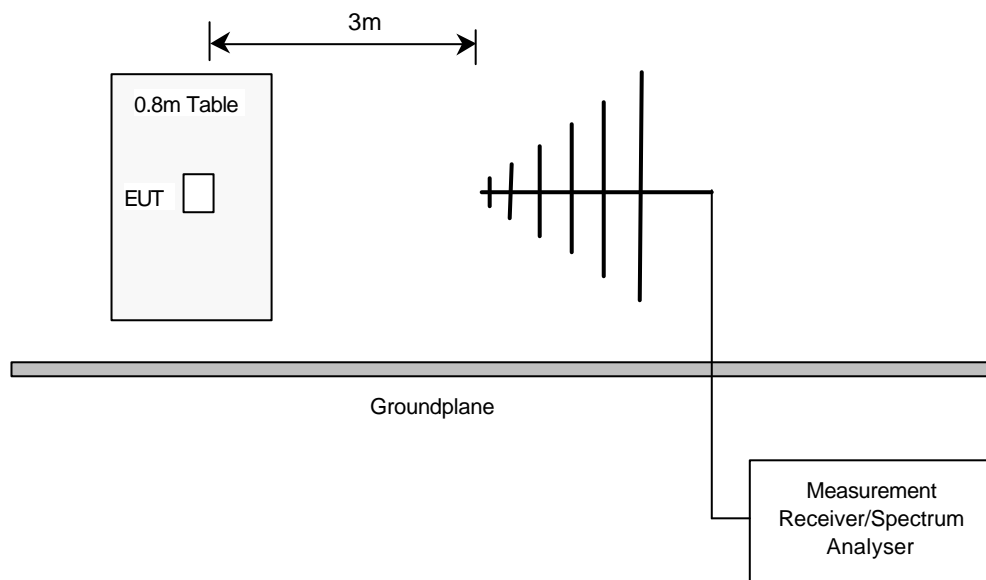 3m
0.8m Table
EUT
Groundplane
Measurement
Receiver/Spectrum
Analyser